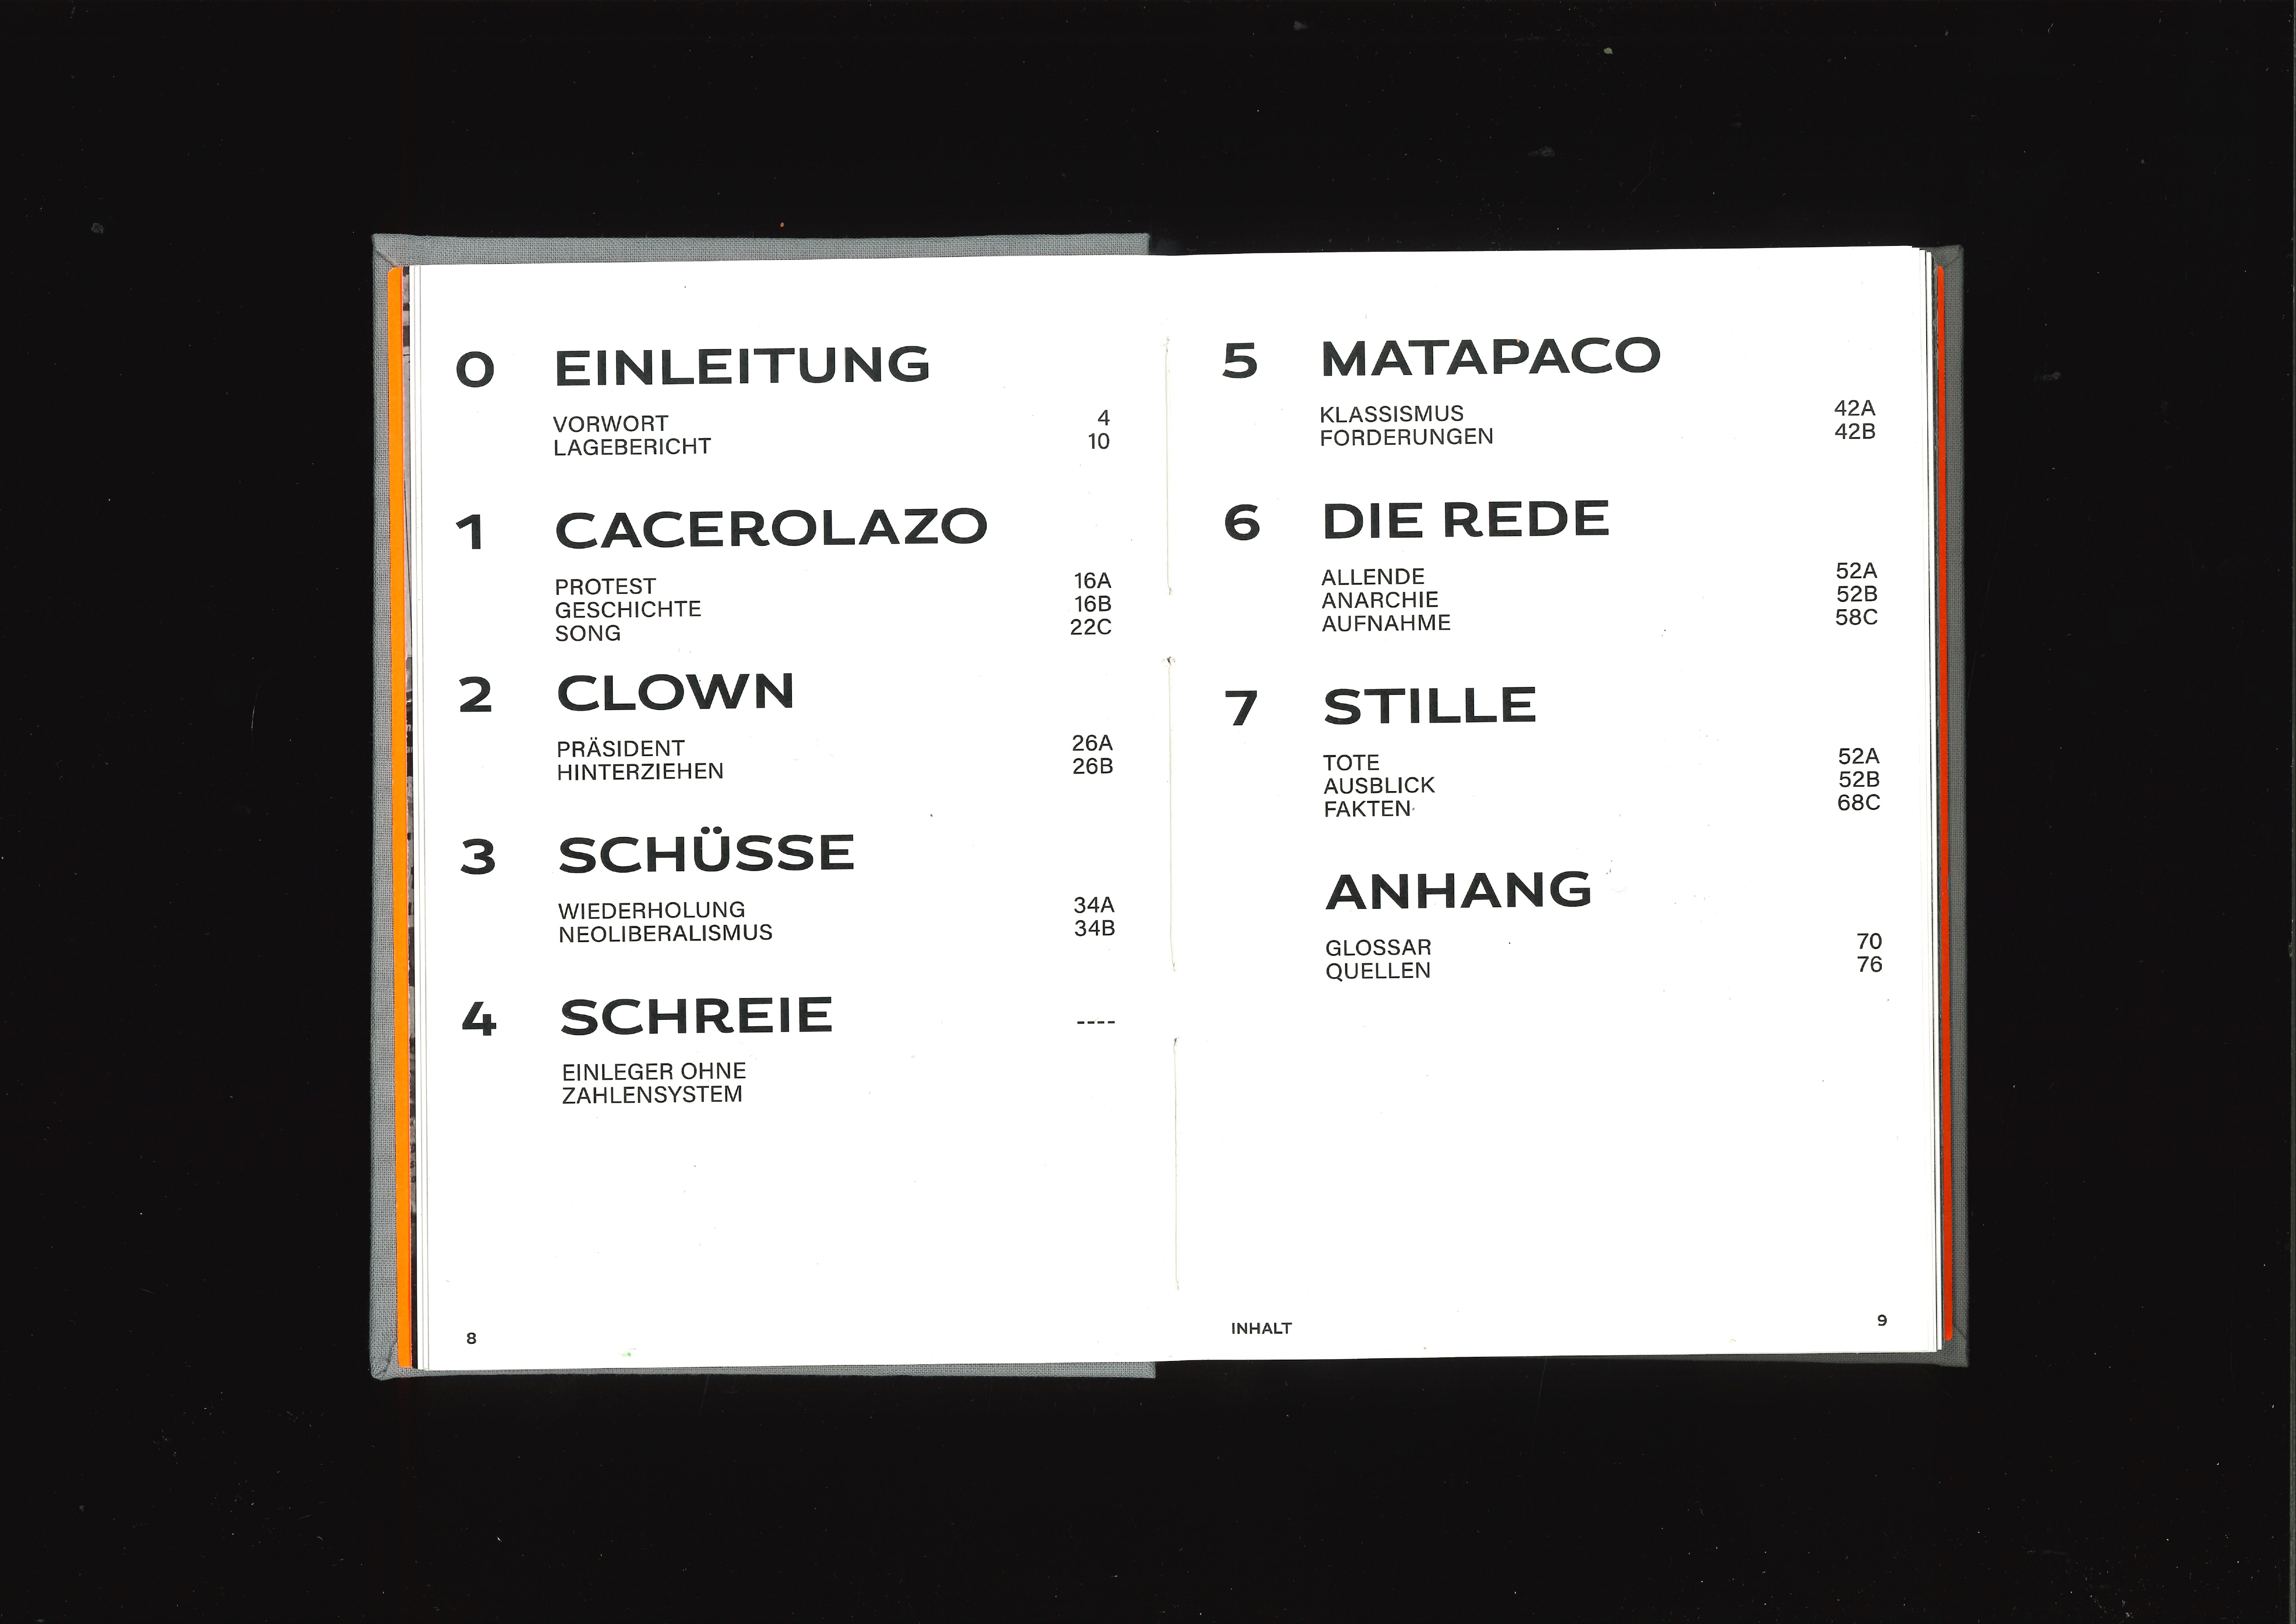 0 EINLEITUNG
VORWORT 4
LAGEBERICHT 10
1 CACEROLAZO
PROTEST 16A
GESCHICHTE 16B
SONG 22C
2 CLOWN
PRÄSIDENT 26A
HINTERZIEHEN 26B
3 SCHÜSSE
WIEDERHOLUNG 34A
NEOLIBERALISMUS 34B
4 SCHREIE ----
EINLEGER OHNE
ZAHLENSYSTEM
8
5 MATAPACO
KLASSISMUS 42A
FORDERUNGEN 42B
6 DIE REDE
ALLENDE 52A
ANARCHIE 52B
AUFNAHME 58C
7 STILLE
TOTE 52A
AUSBLICK 52B
FAKTEN 68C
ANHANG
GLOSSAR 70
QUELLEN 76
INHALT 9